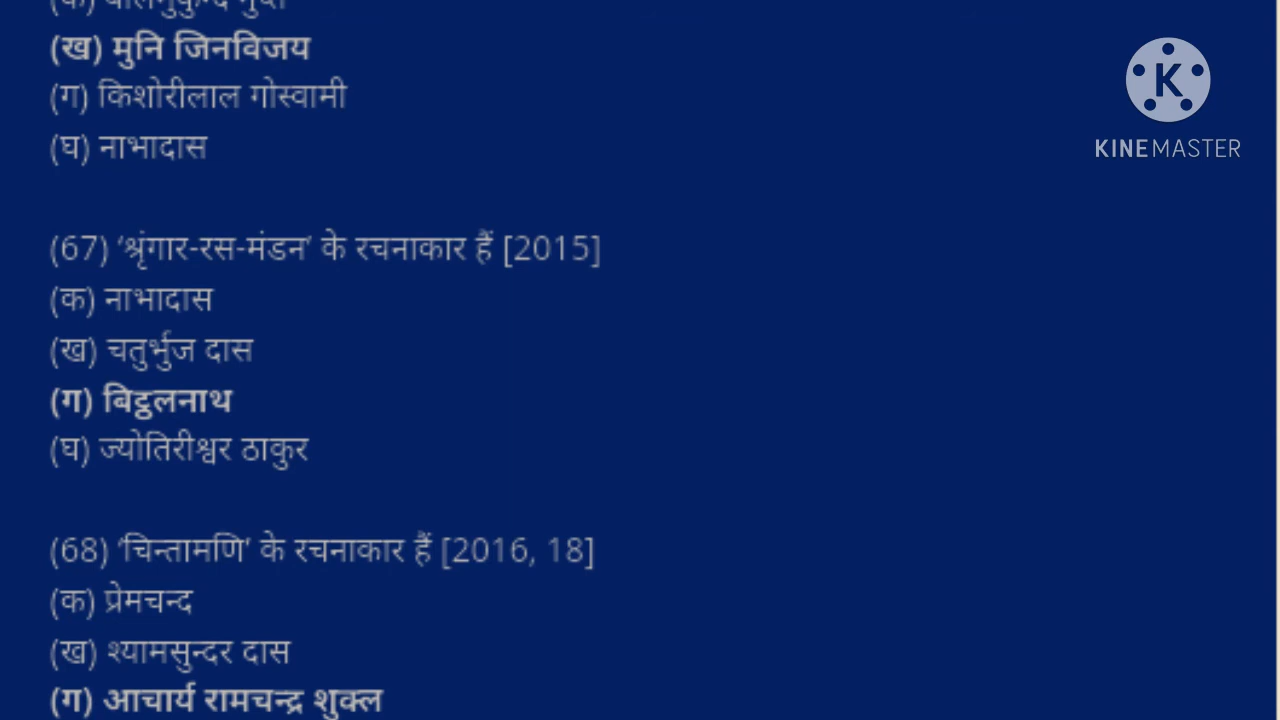 (ख) मुनि जिनविजय
(ग) किशोरीलाल गोस्वामी
(घ) नाभादास
(67) ‘श्रृंगार-रस-मंडन’ के रचनाकार हैं [2015]
(क) नाभादास
(ख) चतुर्भुज दास
(ग) बिट्ठलनाथ
(घ) ज्योतिरीश्वर ठाकुर
(68) ‘चिन्तामणि’ के रचनाकार हैं [2016, 18]
(क) प्रेमचन्द
(ख) श्यामसुन्दर दास
(ग) आचार्य रामचन्द्र शुक्ल
K
KINEMASTER